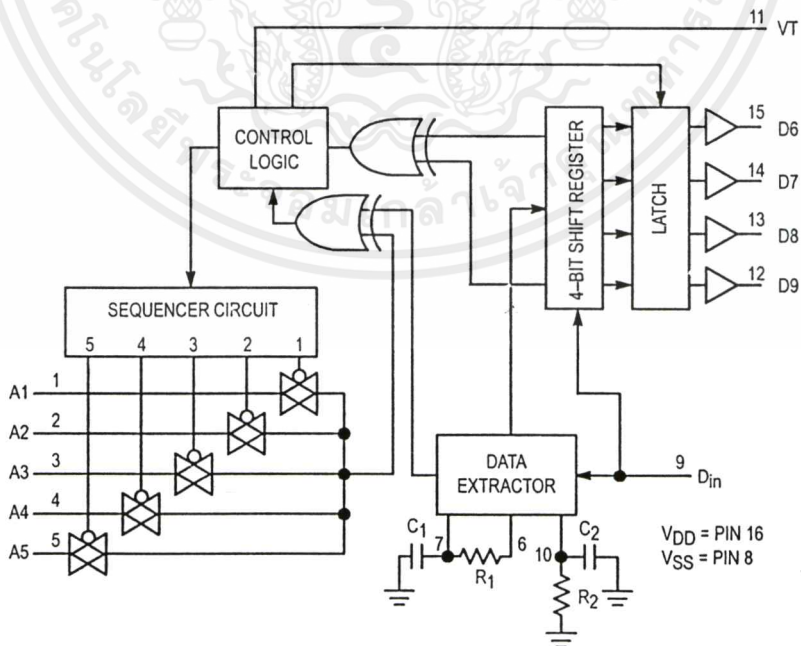 11 VT
CONTROL LOGIC
4–BIT SHIFT REGISTER
LATCH
15 D6
14 D7
13 D8
12 D9
SEQUENCER CIRCUIT
5 4 3 2 1
A1 1
A2 2
A3 3
A4 4
A5 5
DATA EXTRACTOR
9 Din
C1 7 R1 6 10 C2
R2
VDD = PIN 16
VSS = PIN 8